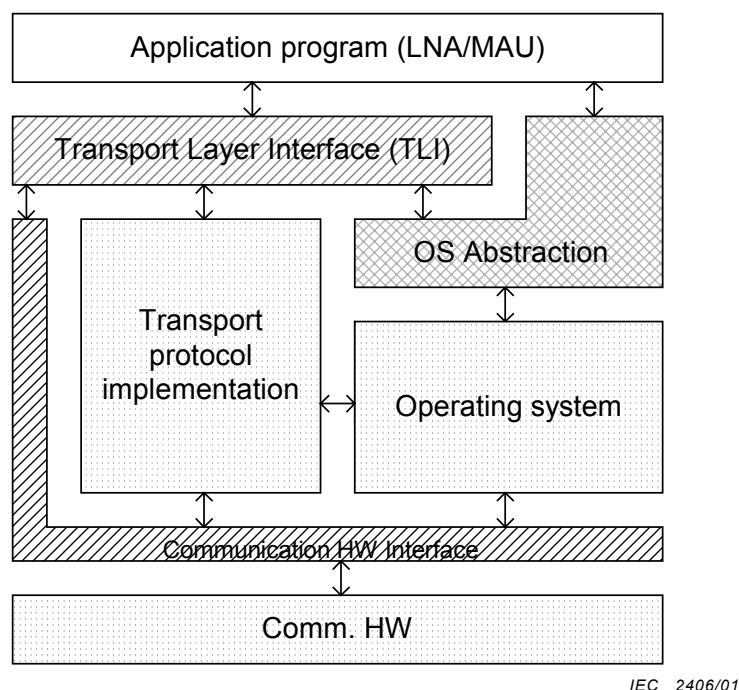 Application program (LNA/MAU)
Transport Layer Interface (TLI)
OS Abstraction
Transport
protocol
implementation
Operating system
Communication HW Interface
Comm. HW
IEC 2406/01